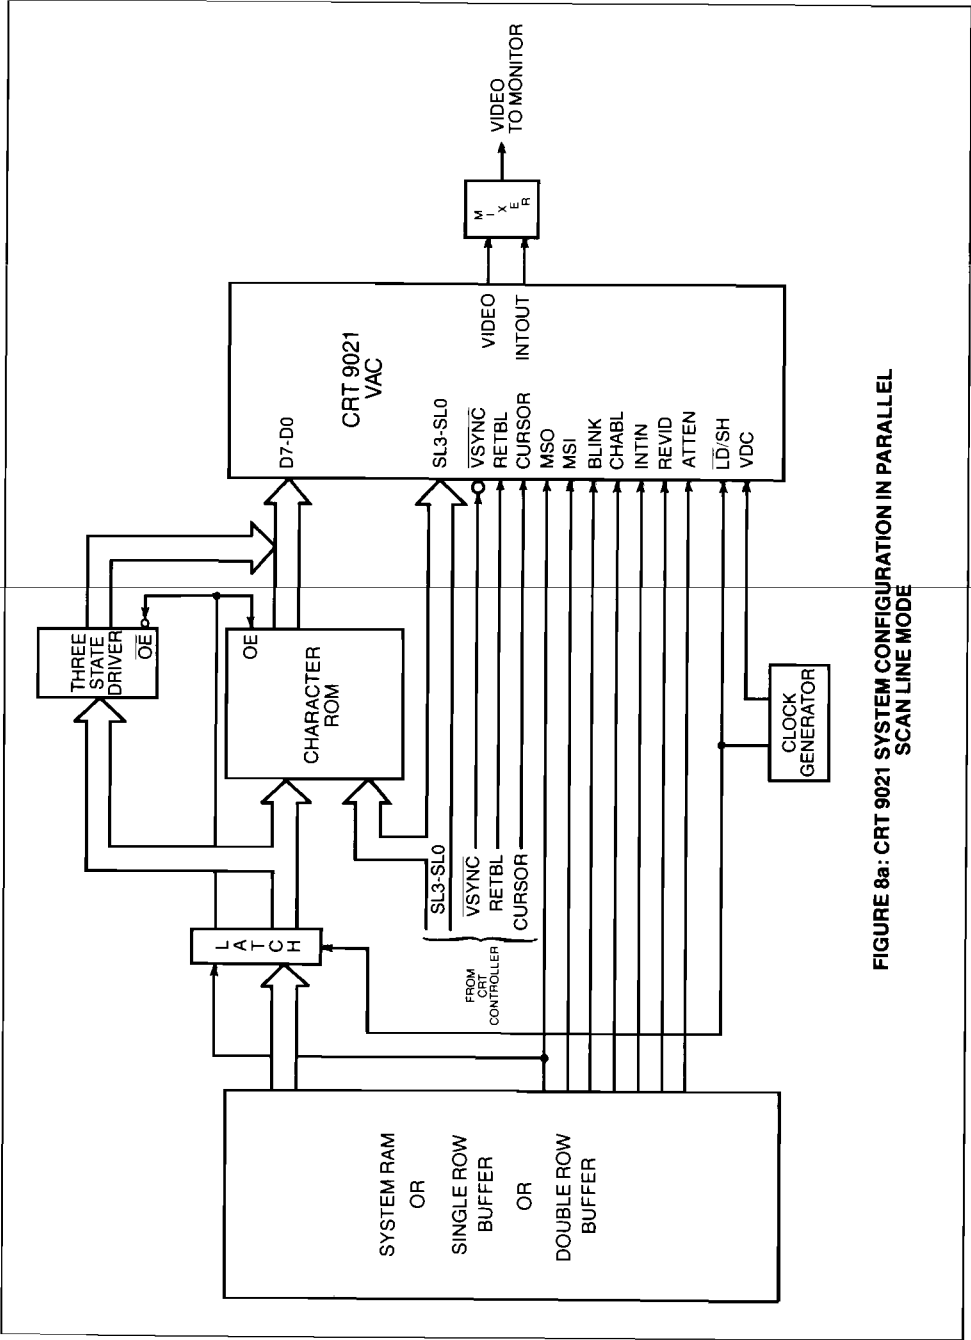 SYSTEM RAM
OR
SINGLE ROW
BUFFER
OR
DOUBLE ROW
BUFFER
LATCH
THREE
STATE
DRIVER
OE
CHARACTER
ROM
OE
FROM
CRT
CONTROLLER
SL3-SL0
VSYNC
RETBL
CURSOR
CLOCK
GENERATOR
CRT 9021
VAC
D7-D0
SL3-SL0
VSYNC
RETBL
CURSOR
MSO
MSI
BLINK
CHABL
INTIN
REVID
ATTEN
LD/SH
VDC
VIDEO
INTOUT
MIXER
VIDEO
TO MONITOR
FIGURE 8a: CRT 9021 SYSTEM CONFIGURATION IN PARALLEL
SCAN LINE MODE